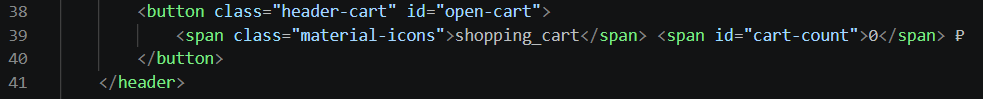 38 <button class="header-cart" id="open-cart">
39 <span class="material-icons">shopping_cart</span> <span id="cart-count">0</span> ₽
40 </button>
41 </header>